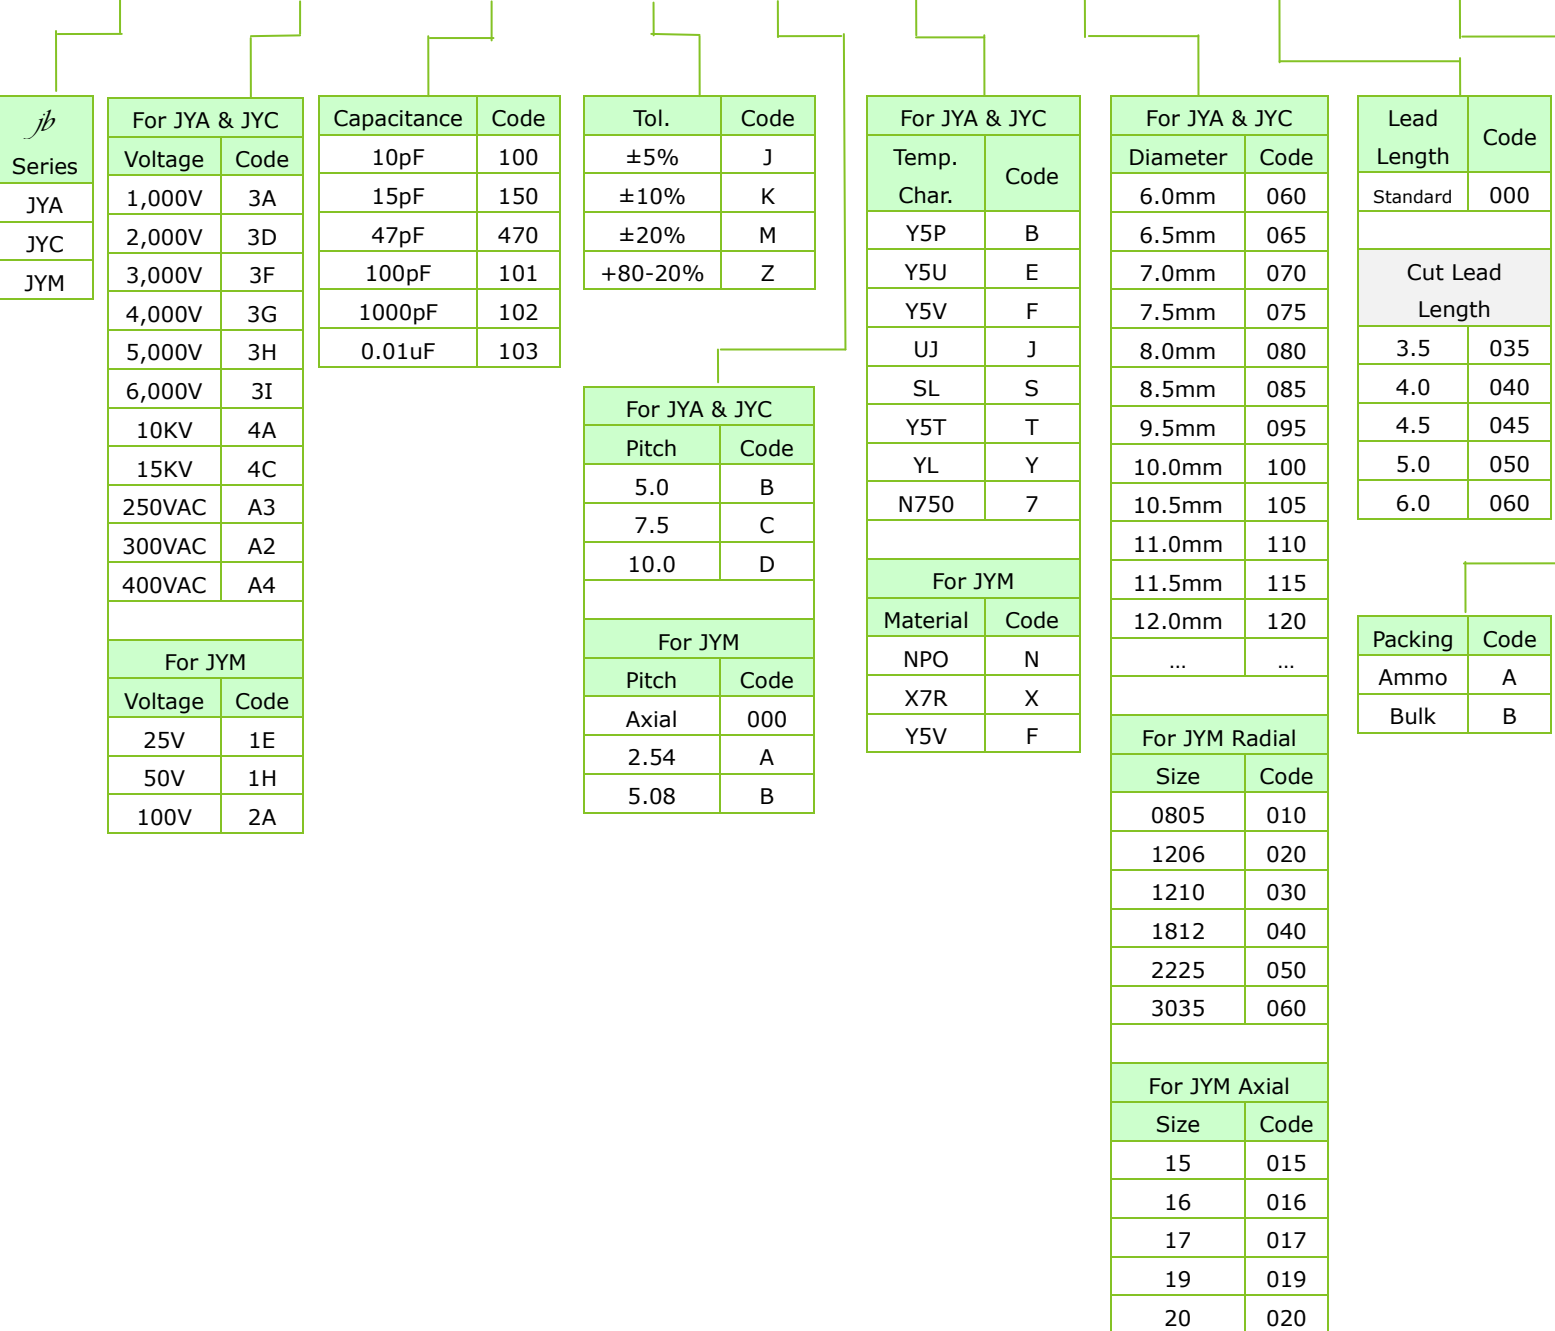 jb
Series
JYA
JYC
JYM
For JYA & JYC
Voltage Code
1,000V 3A
2,000V 3D
3,000V 3F
4,000V 3G
5,000V 3H
6,000V 3I
10KV 4A
15KV 4C
250VAC A3
300VAC A2
400VAC A4
For JYM
Voltage Code
25V 1E
50V 1H
100V 2A
Capacitance Code
10pF 100
15pF 150
47pF 470
100pF 101
1000pF 102
0.01uF 103
Tol. Code
±5% J
±10% K
±20% M
+80-20% Z
For JYA & JYC
Pitch Code
5.0 B
7.5 C
10.0 D
For JYM
Pitch Code
Axial 000
2.54 A
5.08 B
For JYA & JYC
Temp.
Char.
Code
Y5P B
Y5U E
Y5V F
UJ J
SL S
Y5T T
YL Y
N750 7
For JYM
Material Code
NPO N
X7R X
Y5V F
For JYA & JYC
Diameter Code
6.0mm 060
6.5mm 065
7.0mm 070
7.5mm 075
8.0mm 080
8.5mm 085
9.5mm 095
10.0mm 100
10.5mm 105
11.0mm 110
11.5mm 115
12.0mm 120
... ...
For JYM Radial
Size Code
0805 010
1206 020
1210 030
1812 040
2225 050
3035 060
For JYM Axial
Size Code
15 015
16 016
17 017
19 019
20 020
Lead
Length
Code
Standard 000
Cut Lead
Length
3.5 035
4.0 040
4.5 045
5.0 050
6.0 060
Packing Code
Ammo A
Bulk B